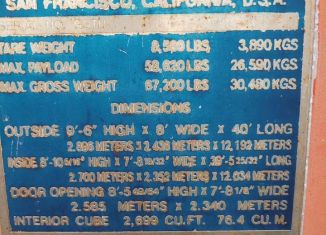 SAN FRANCISCO, CALIFORNIA, U.S.A.
TARE WEIGHT 8,580 LBS 3,890 KGS
MAX. PAYLOAD 58,620 LBS 26,590 KGS
MAX. GROSS WEIGHT 67,200 LBS 30,480 KGS
DIMENSIONS
OUTSIDE 9'-6" HIGH X 8' WIDE X 40' LONG
2.896 METERS X 2.438 METERS X 12.192 METERS
INSIDE 8'-10 5/16" HIGH X 7'-8 19/32" WIDE X 39'-5 25/32" LONG
2.700 METERS X 2.352 METERS X 12.034 METERS
DOOR OPENING 8'-5 49/64" HIGH X 7'-8 1/8" WIDE
2.585 METERS X 2.340 METERS
INTERIOR CUBE 2,699 CU.FT. 76.4 CU.M.